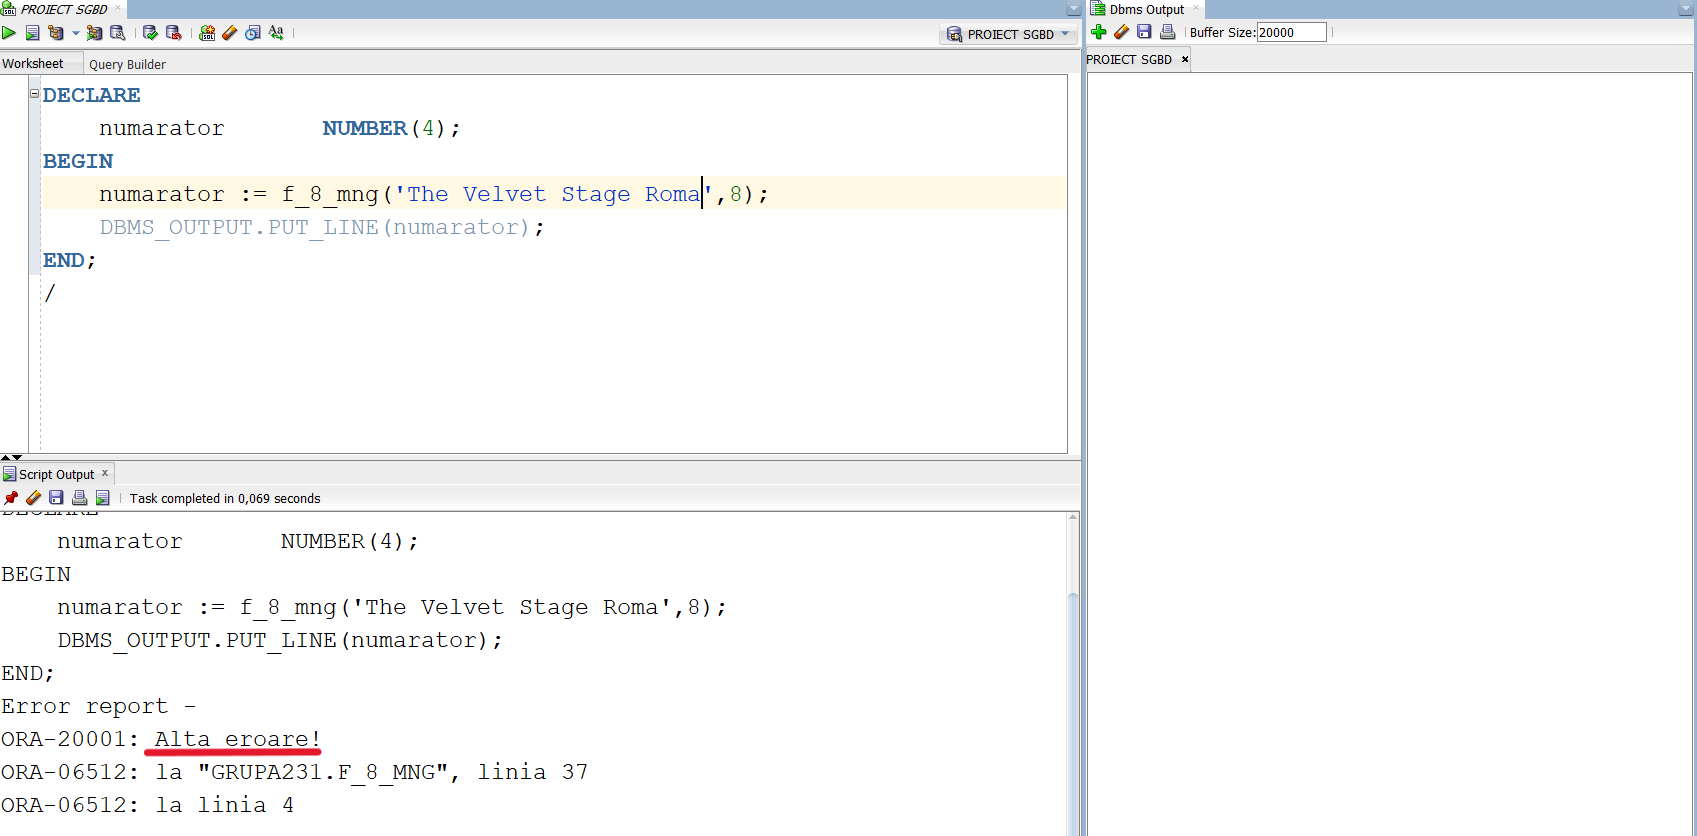 PROIECT SGBD
PROIECT SGBD
Worksheet
Query Builder
DECLARE
numarator NUMBER(4);
BEGIN
numarator := f_8_mng('The Velvet Stage Roma',8);
DBMS_OUTPUT.PUT_LINE(numarator);
END;
/
Script Output
Task completed in 0,069 seconds
DECLARE
numarator NUMBER(4);
BEGIN
numarator := f_8_mng('The Velvet Stage Roma',8);
DBMS_OUTPUT.PUT_LINE(numarator);
END;
Error report -
ORA-20001: Alta eroare!
ORA-06512: la "GRUPA231.F_8_MNG", linia 37
ORA-06512: la linia 4
Dbms Output
Buffer Size: 20000
PROIECT SGBD